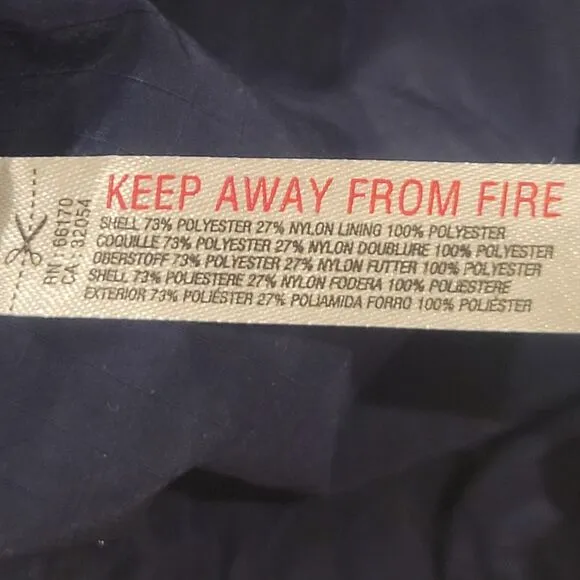 KEEP AWAY FROM FIRE
SHELL 73% POLYESTER 27% NYLON LINING 100% POLYESTER
COQUILLE 73% POLYESTER 27% NYLON DOUBLURE 100% POLYESTER
OBERSTOFF 73% POLYESTER 27% NYLON FUTTER 100% POLYESTER
SHELL 73% POLIESTERE 27% NYLON FODERA 100% POLIESTERE
EXTERIOR 73% POLIÉSTER 27% POLIAMIDA FORRO 100% POLIÉSTER
RN: 66170
CA: 32054